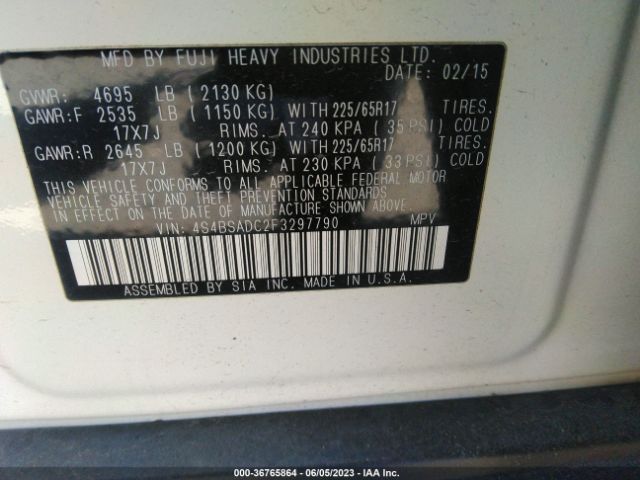 MFD BY FUJI HEAVY INDUSTRIES LTD.
DATE: 02/15
GVWR: 4695 LB ( 2130 KG)
GAWR:F 2535 LB ( 1150 KG) WITH 225/65R17 TIRES.
17X7J RIMS. AT 240 KPA ( 35 PSI) COLD
GAWR:R 2645 LB ( 1200 KG) WITH 225/65R17 TIRES.
17X7J RIMS. AT 230 KPA ( 33 PSI) COLD
THIS VEHICLE CONFORMS TO ALL APPLICABLE FEDERAL MOTOR
VEHICLE SAFETY AND THEFT PREVENTION STANDARDS
IN EFFECT ON THE DATE OF MANUFACTURE SHOWN ABOVE.
VIN: 4S4BSADC2F3297790 MPV
ASSEMBLED BY SIA INC. MADE IN U.S.A.
000-36765864 - 06/05/2023 - IAA Inc.